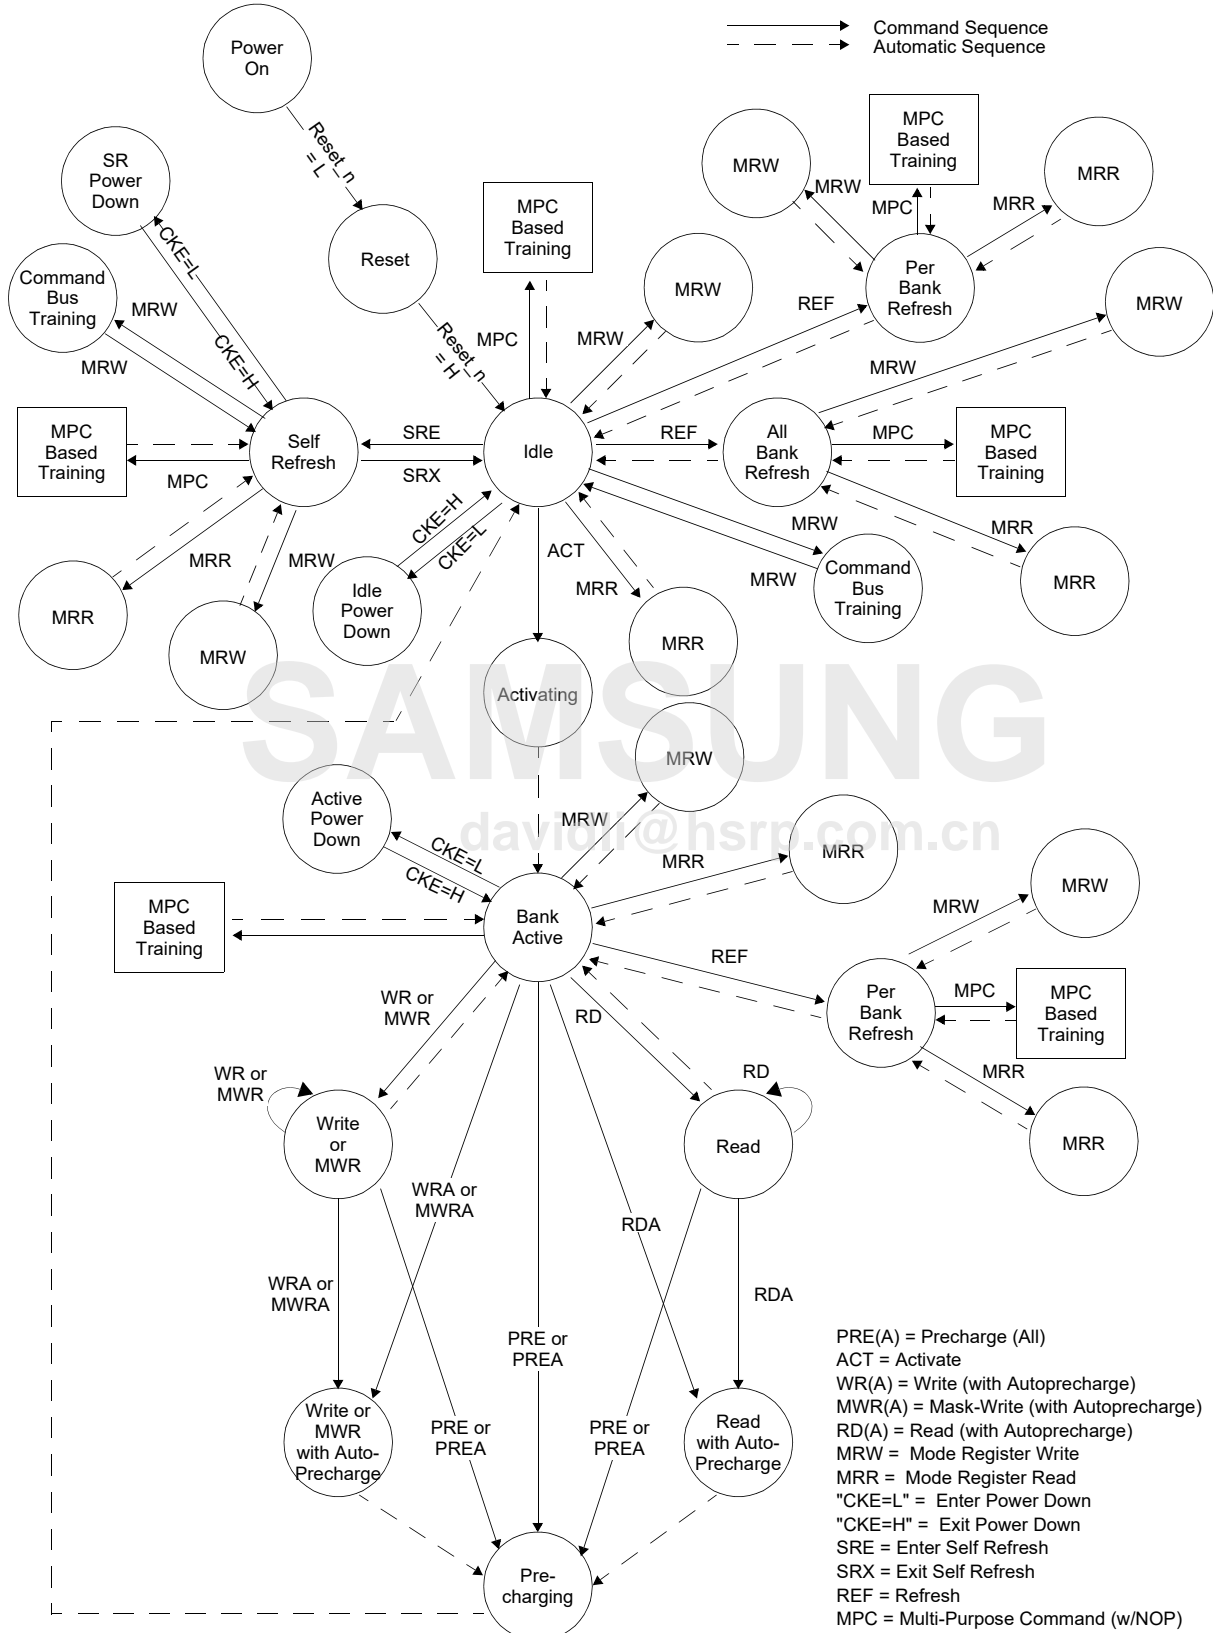 Command Sequence
Automatic Sequence
Power
On
Reset_n
= L
SR
Power
Down
CKE=L
CKE=H
Reset
Reset_n
= H
MPC
Based
Training
MPC
MRW
MRW
MRW
MRW
MPC
Based
Training
MPC
MRR
MRR
Per
Bank
Refresh
REF
MRW
MRW
Command
Bus
Training
MRW
MRW
MPC
Based
Training
MPC
Self
Refresh
SRE
SRX
Idle
REF
All
Bank
Refresh
MPC
MPC
Based
Training
MRR
MRR
MRR
MRR
MRW
MRW
CKE=H
CKE=L
Idle
Power
Down
ACT
MRR
MRR
MRW
MRW
Command
Bus
Training
SAMSUNG
Activating
davidli@hsrp.com.cn
Active
Power
Down
CKE=L
CKE=H
MRW
MRW
MRR
MRR
MPC
Based
Training
Bank
Active
REF
MRW
MRW
Per
Bank
Refresh
MPC
MPC
Based
Training
MRR
MRR
WR or
MWR
RD
WR or
MWR
Write
or
MWR
RD
Read
WRA or
MWRA
RDA
WRA or
MWRA
RDA
PRE or
PREA
Write or
MWR
with Auto-
Precharge
PRE or
PREA
PRE or
PREA
Read
with Auto-
Precharge
Pre-
charging
PRE(A) = Precharge (All)
ACT = Activate
WR(A) = Write (with Autoprecharge)
MWR(A) = Mask-Write (with Autoprecharge)
RD(A) = Read (with Autoprecharge)
MRW = Mode Register Write
MRR = Mode Register Read
"CKE=L" = Enter Power Down
"CKE=H" = Exit Power Down
SRE = Enter Self Refresh
SRX = Exit Self Refresh
REF = Refresh
MPC = Multi-Purpose Command (w/NOP)